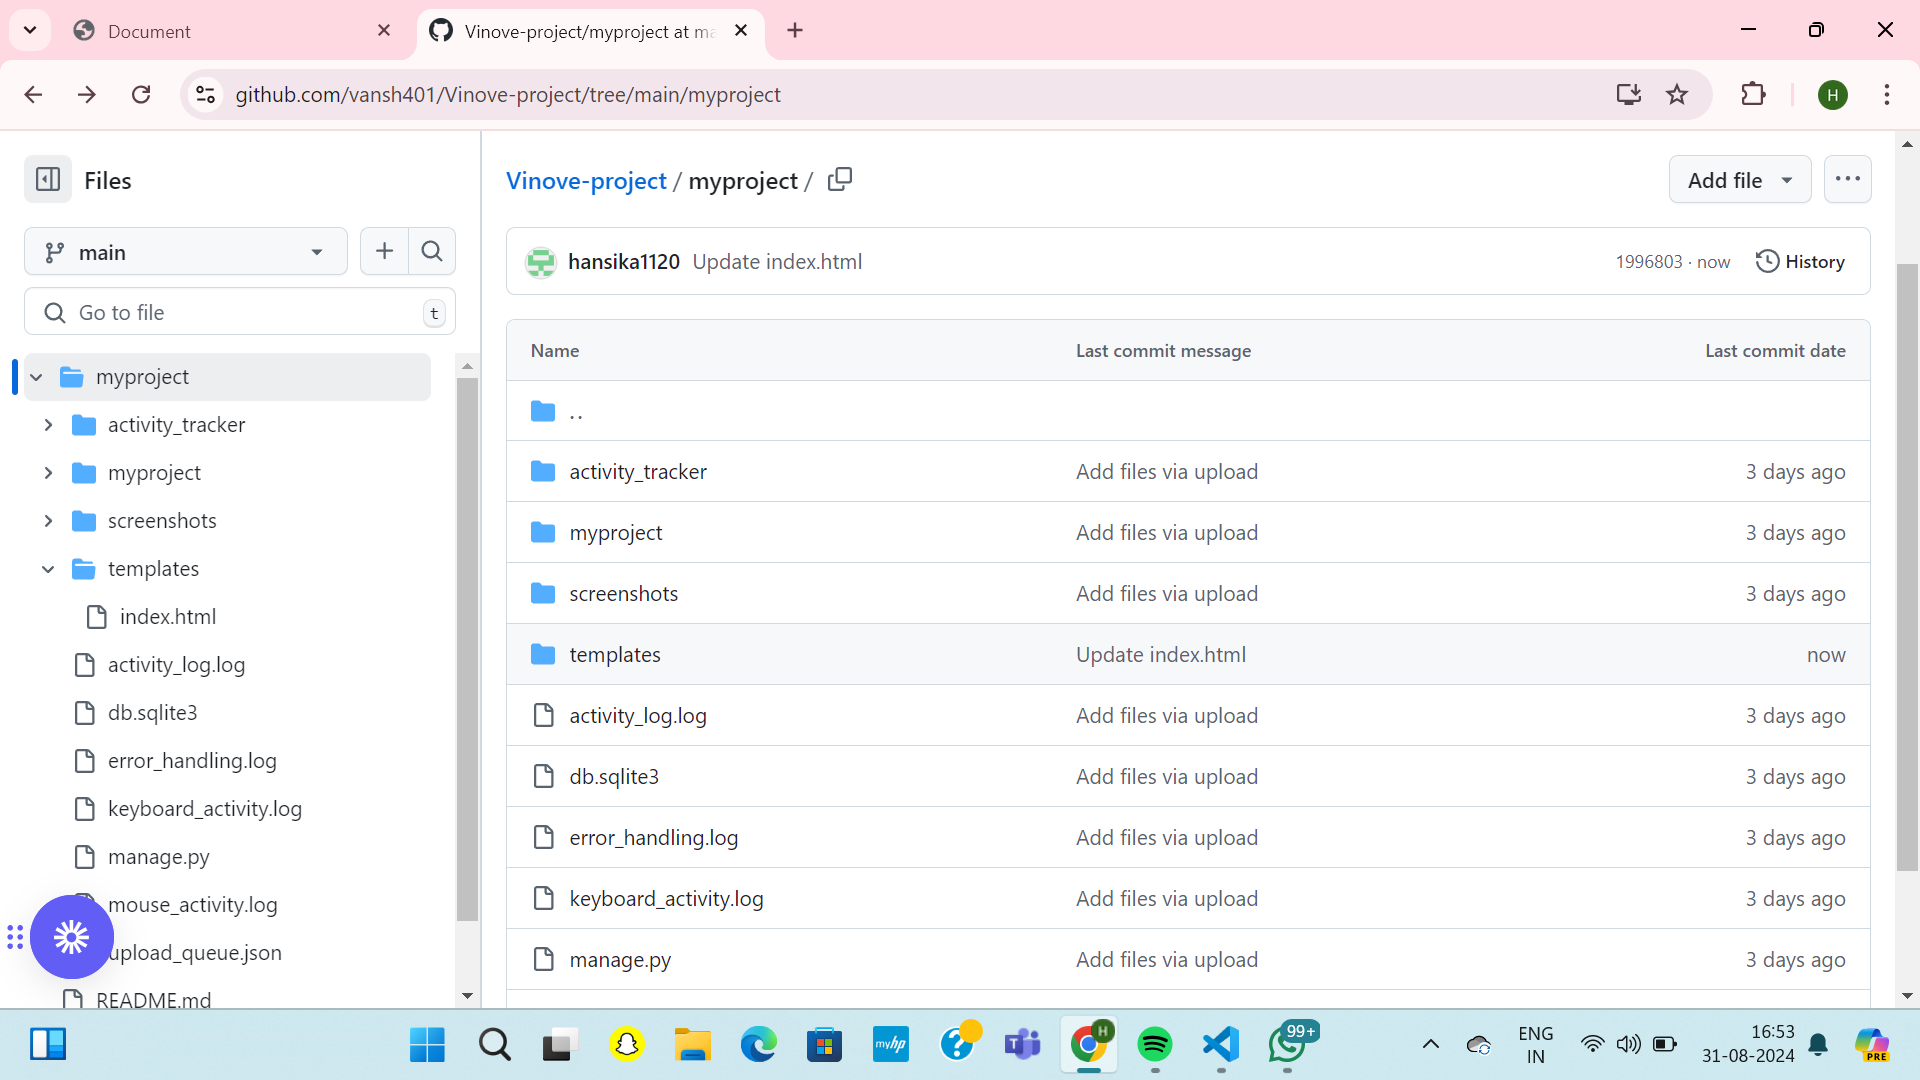 Document
Vinove-project/myproject at ma
github.com/vansh401/Vinove-project/tree/main/myproject
H
Files
main
Go to file
t
myproject
activity_tracker
myproject
screenshots
templates
index.html
activity_log.log
db.sqlite3
error_handling.log
keyboard_activity.log
manage.py
mouse_activity.log
upload_queue.json
README.md
Vinove-project / myproject /
Add file
hansika1120 Update index.html
1996803 · now
History
Name Last commit message Last commit date
..
activity_tracker Add files via upload 3 days ago
myproject Add files via upload 3 days ago
screenshots Add files via upload 3 days ago
templates Update index.html now
activity_log.log Add files via upload 3 days ago
db.sqlite3 Add files via upload 3 days ago
error_handling.log Add files via upload 3 days ago
keyboard_activity.log Add files via upload 3 days ago
manage.py Add files via upload 3 days ago
myhp
?
T
H
99+
ENG
IN
16:53
31-08-2024
PRE